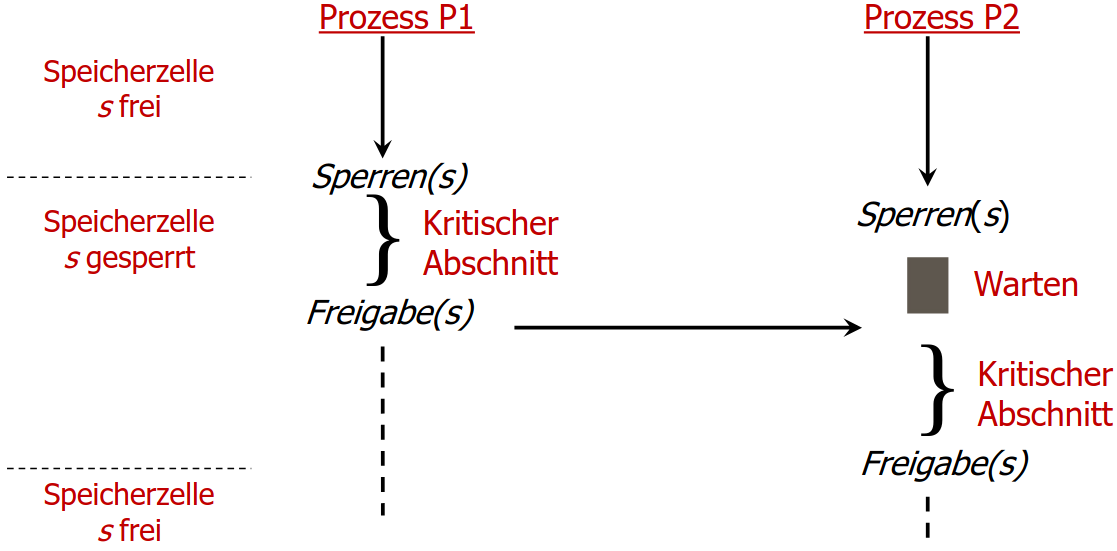 Prozess P1
Prozess P2
Speicherzelle
s frei
Sperren(s)
Speicherzelle
s gesperrt
Kritischer
Abschnitt
Sperren(s)
Warten
Freigabe(s)
Kritischer
Abschnitt
Freigabe(s)
Speicherzelle
s frei